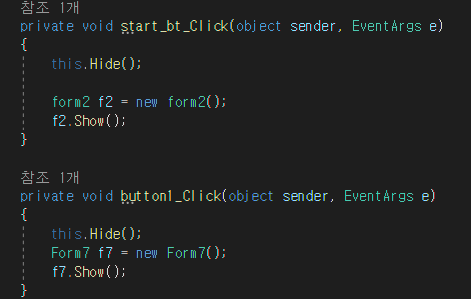 참조 1개
private void start_bt_Click(object sender, EventArgs e)
{
this.Hide();
form2 f2 = new form2();
f2.Show();
}
참조 1개
private void button1_Click(object sender, EventArgs e)
{
this.Hide();
Form7 f7 = new Form7();
f7.Show();
}